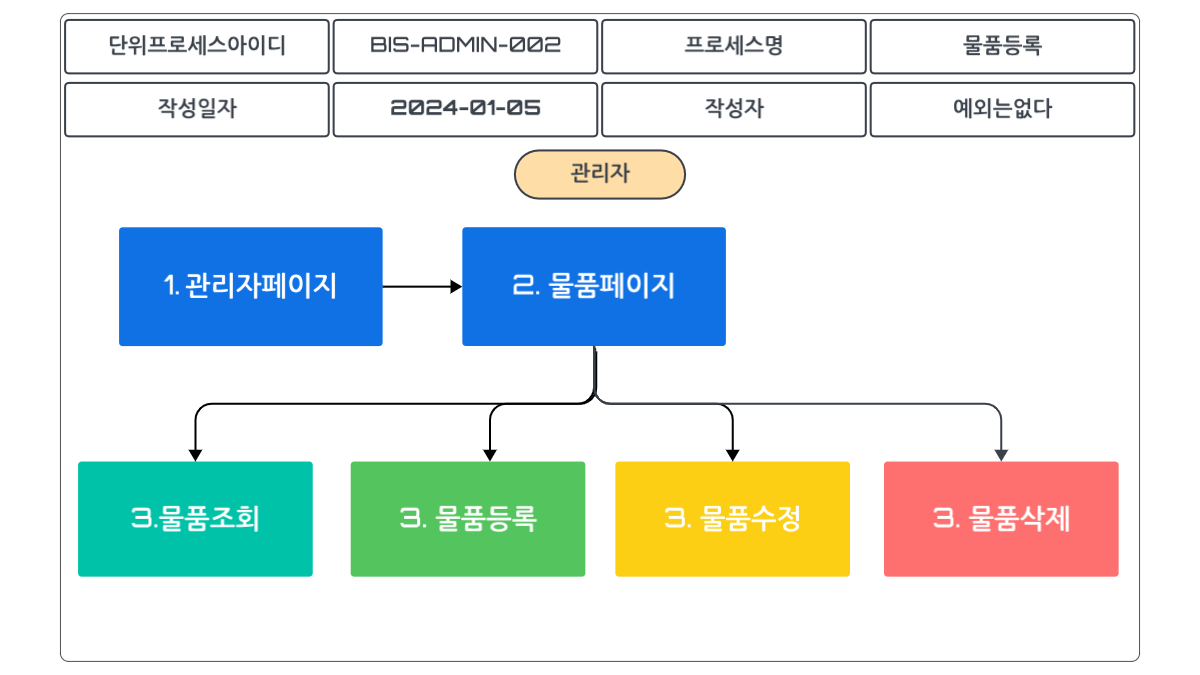 단위프로세스아이디 BIS-ADMIN-002 프로세스명 물품등록
작성일자 2024-01-05 작성자 예외는없다
관리자
1. 관리자페이지 2. 물품페이지
3.물품조회 3. 물품등록 3. 물품수정 3. 물품삭제